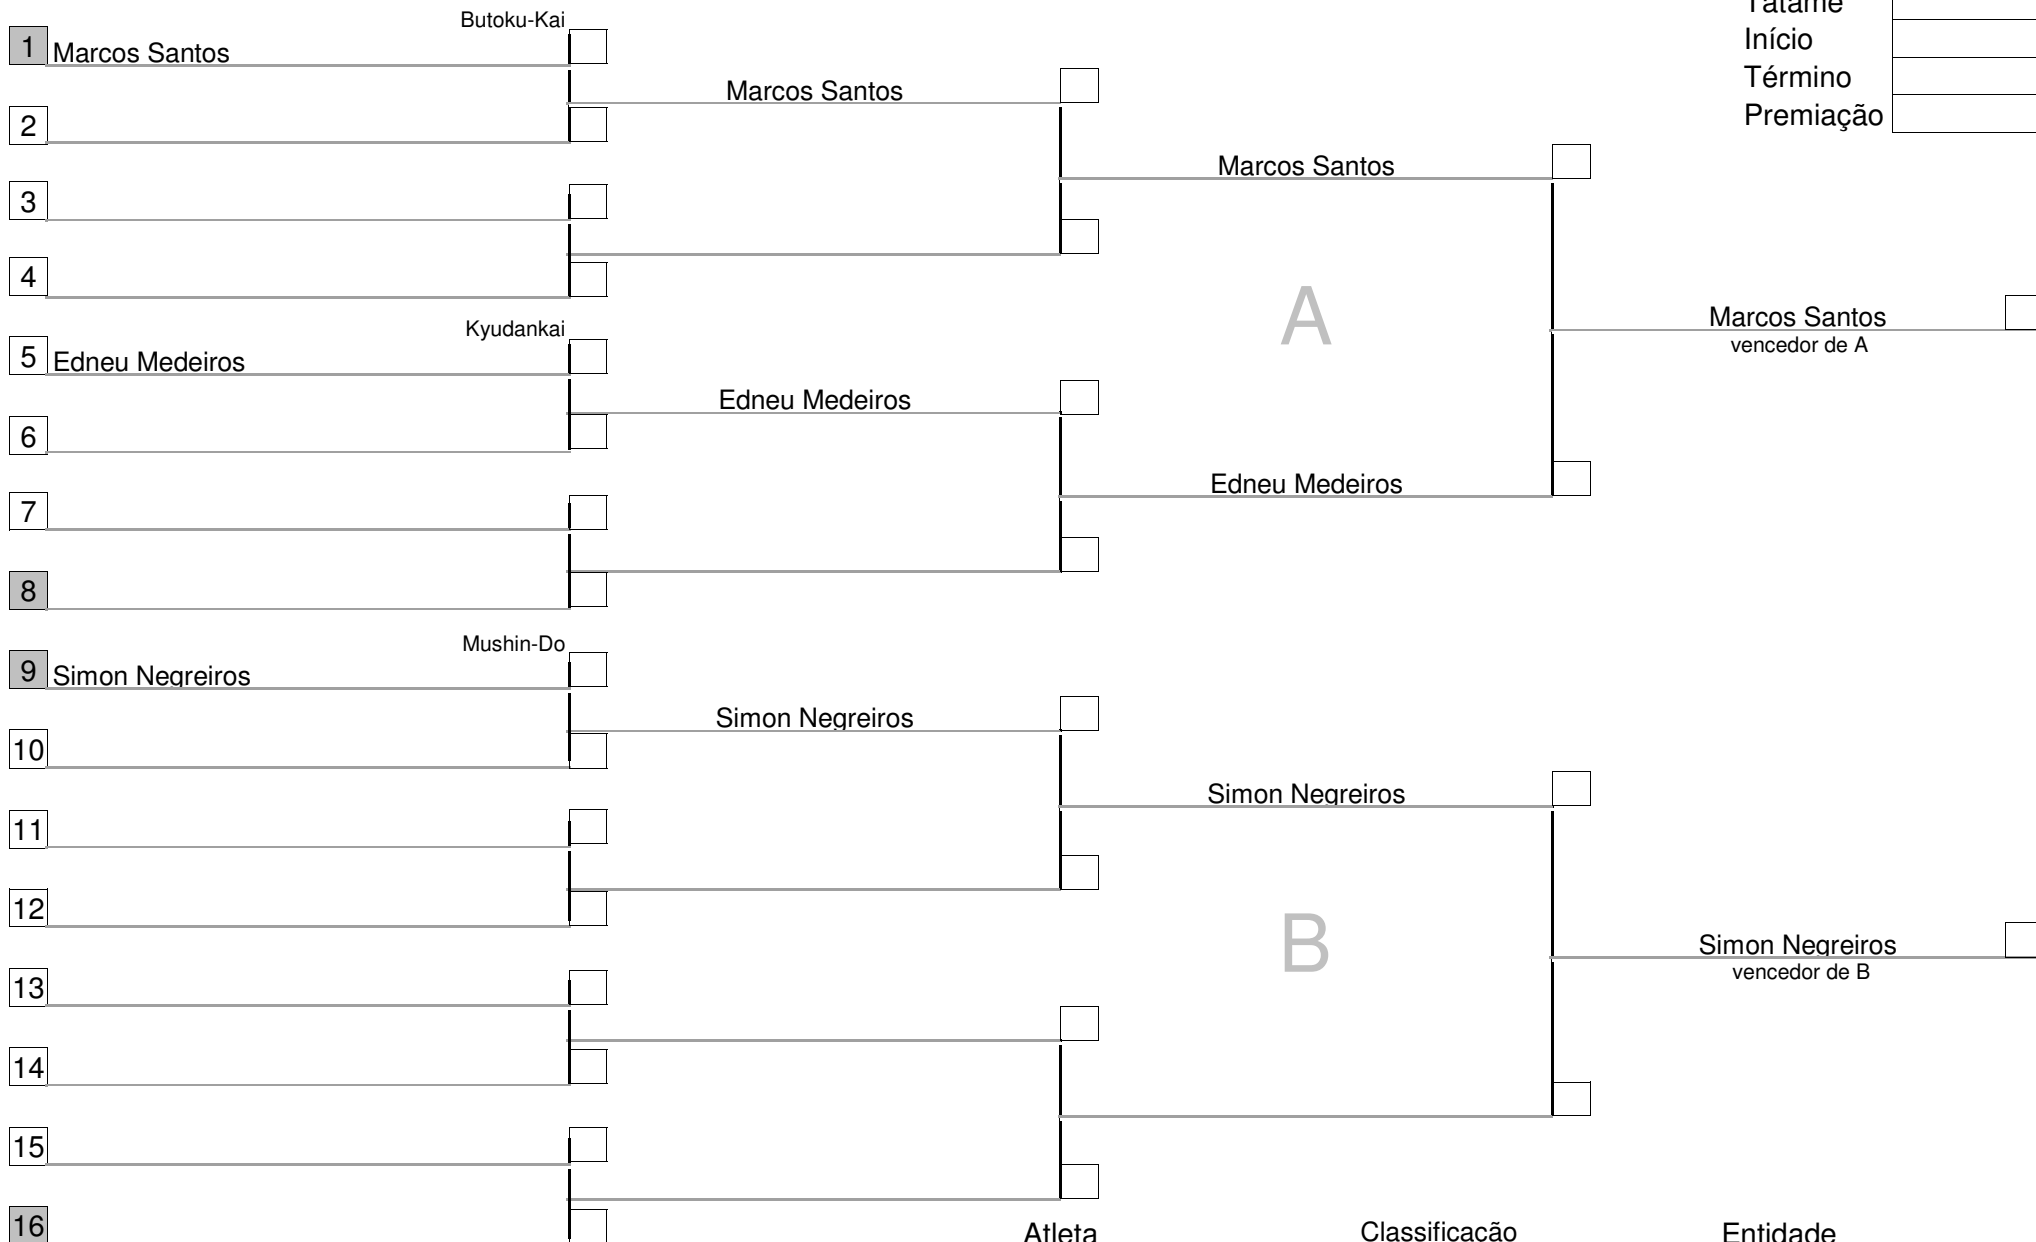 Tatame
Início
Término
Premiação
Butoku-Kai
1 Marcos Santos
Marcos Santos
2
Marcos Santos
3
4
A
Marcos Santos
vencedor de A
Kyudankai
5 Edneu Medeiros
Edneu Medeiros
6
Edneu Medeiros
7
8
Mushin-Do
9 Simon Negreiros
Simon Negreiros
10
Simon Negreiros
11
12
B
Simon Negreiros
vencedor de B
13
14
15
16
Atleta Classificação Entidade